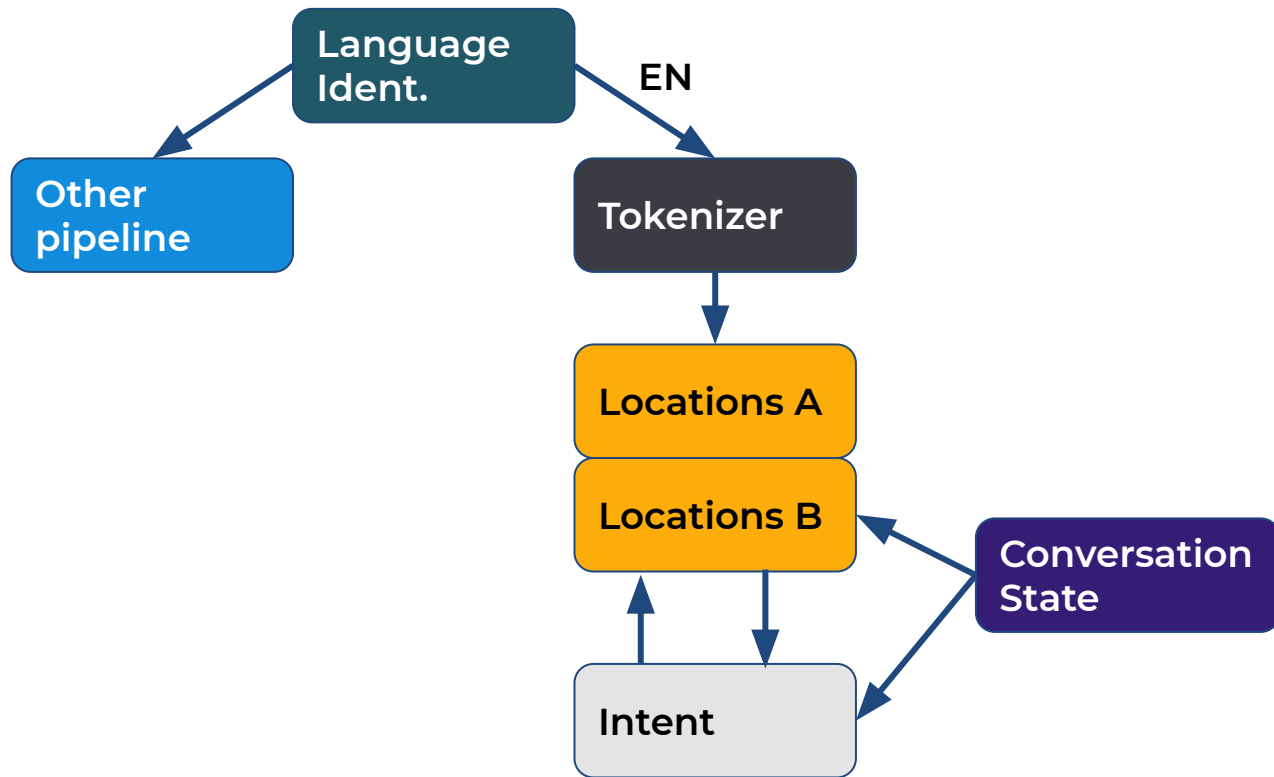 Language
Ident.
EN
Other
pipeline
Tokenizer
Locations A
Locations B
Conversation
State
Intent